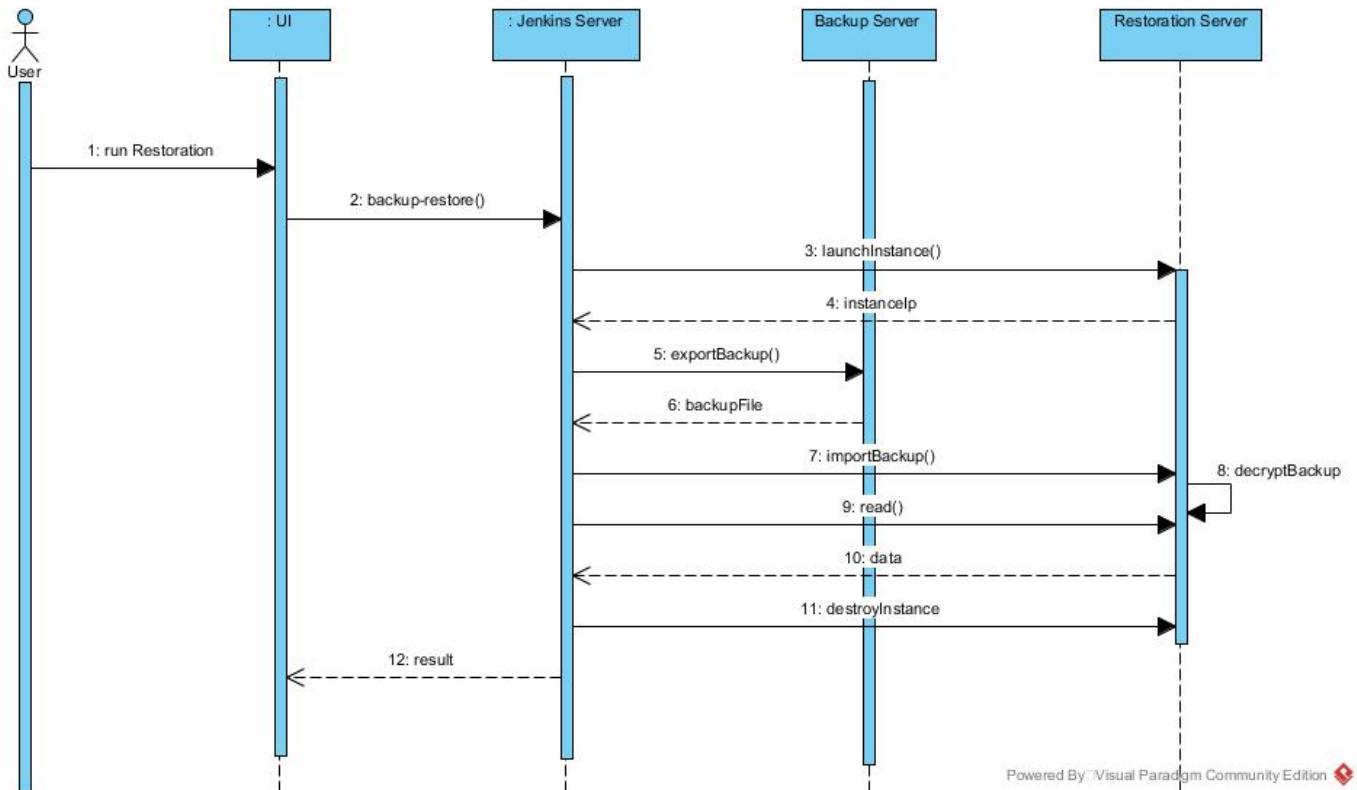 : UI
: Jenkins Server
Backup Server
Restoration Server
User
1: run Restoration
2: backup-restore()
3: launchInstance()
4: instanceIp
5: exportBackup()
6: backupFile
7: importBackup()
8: decryptBackup
9: read()
10: data
11: destroyInstance
12: result
Powered By Visual Paradigm Community Edition